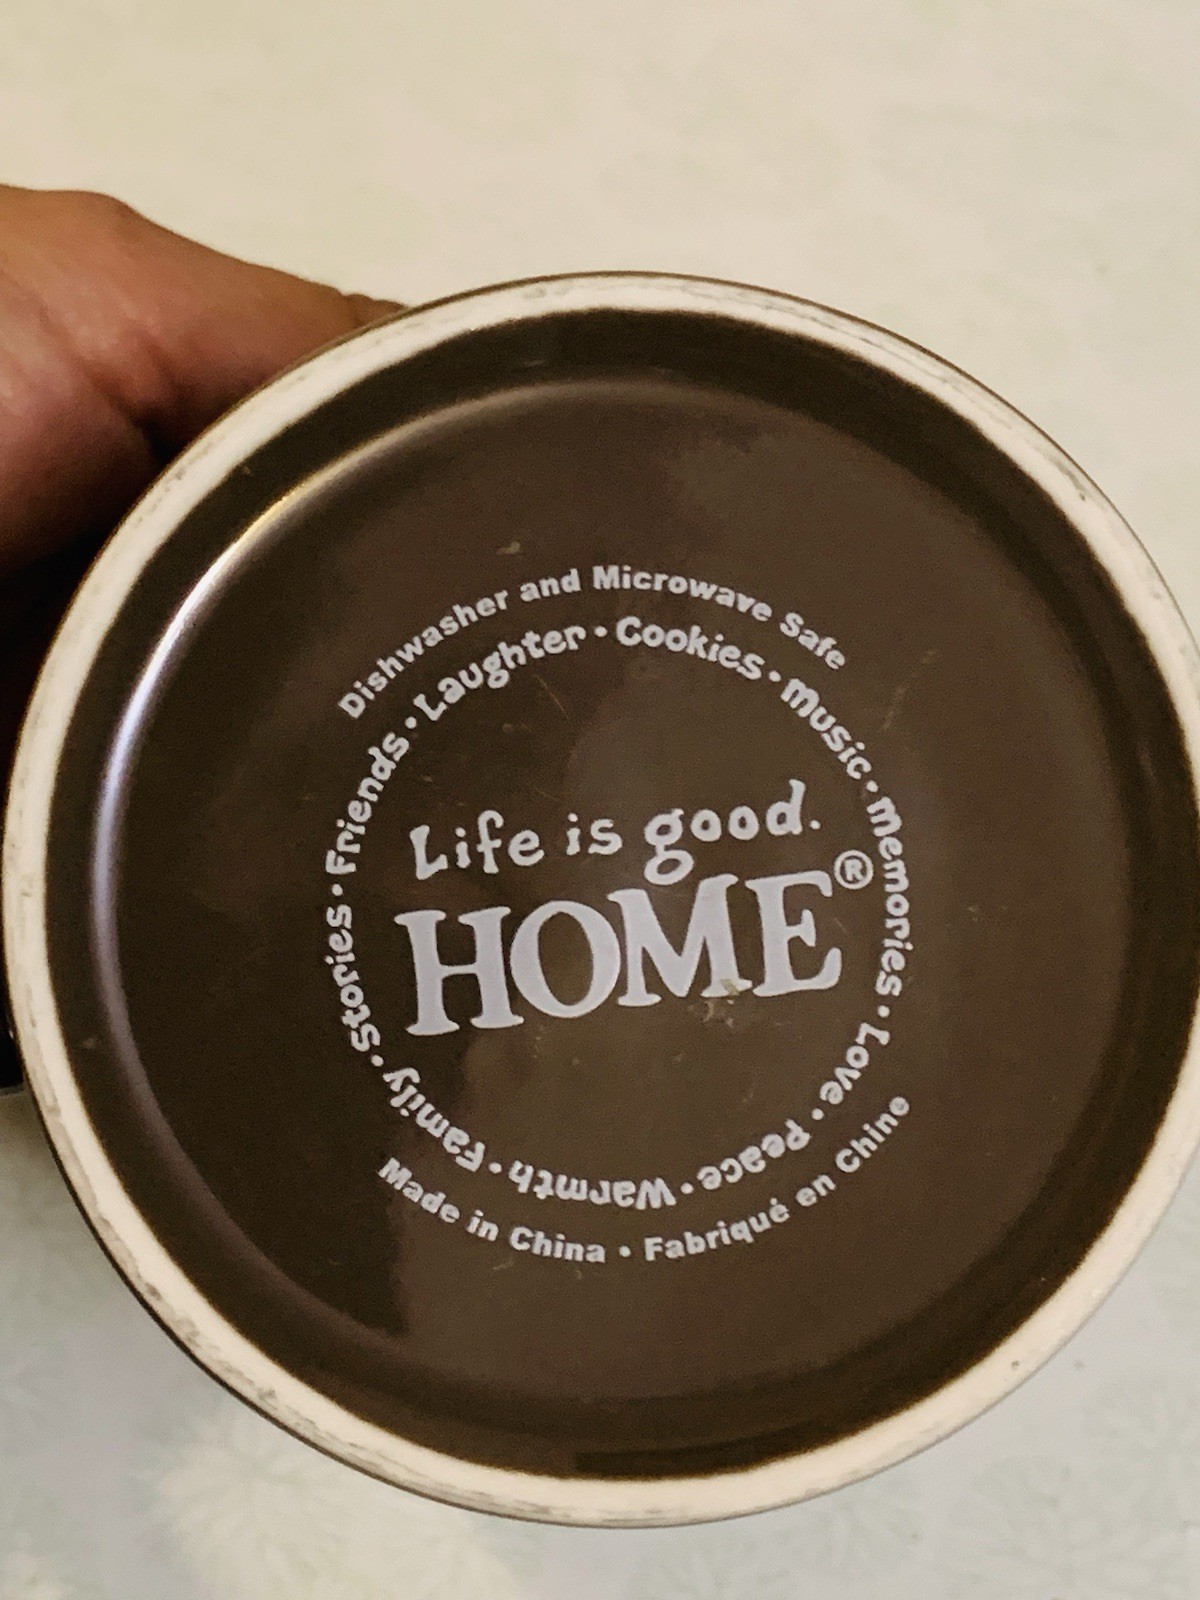 Dishwasher and Microwave Safe
Laughter • Cookies • Music • Memories • Love • Peace • Warmth • Family • Stories • Friends •
Life is good.
HOME®
Made in China • Fabriqué en Chine